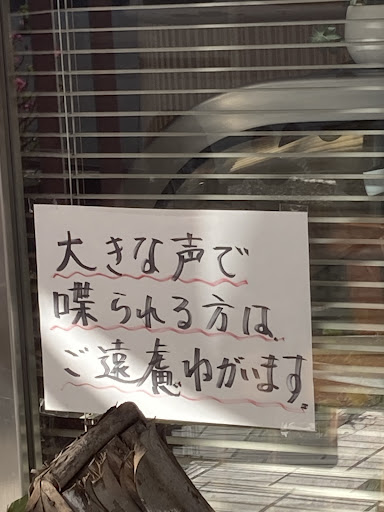 大きな声で
喋られる方は
ご遠慮ねがいます